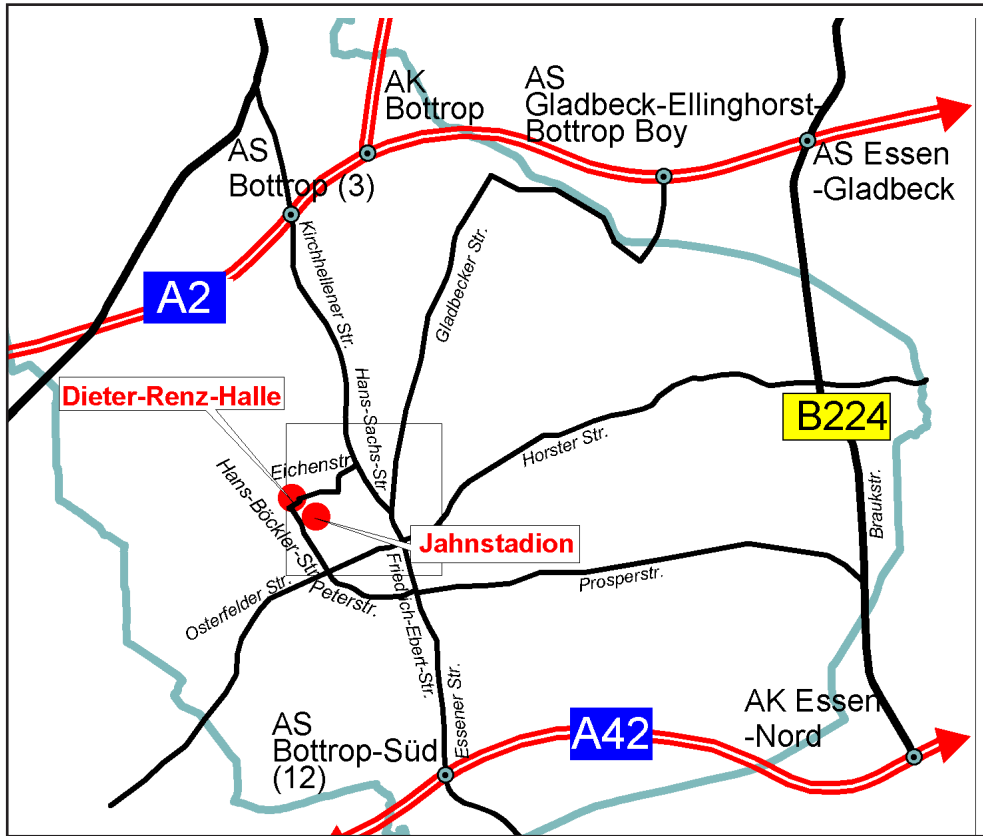 AK
Bottrop
AS
Gladbeck-Ellinghorst-
Bottrop Boy
AS
Bottrop (3)
AS Essen
-Gladbeck
Kirchhellener Str.
Gladbecker Str.
A2
Dieter-Renz-Halle
Hans-Sachs-Str
B224
Eichenstr.
Horster Str.
Hans-Böckler-Str.
Braukstr.
Jahnstadion
Osterfelder Str.
Peterstr.
Prosperstr.
Friedrich-Ebert-Str.
Essener Str.
AS
Bottrop-Süd
(12)
A42
AK Essen
-Nord